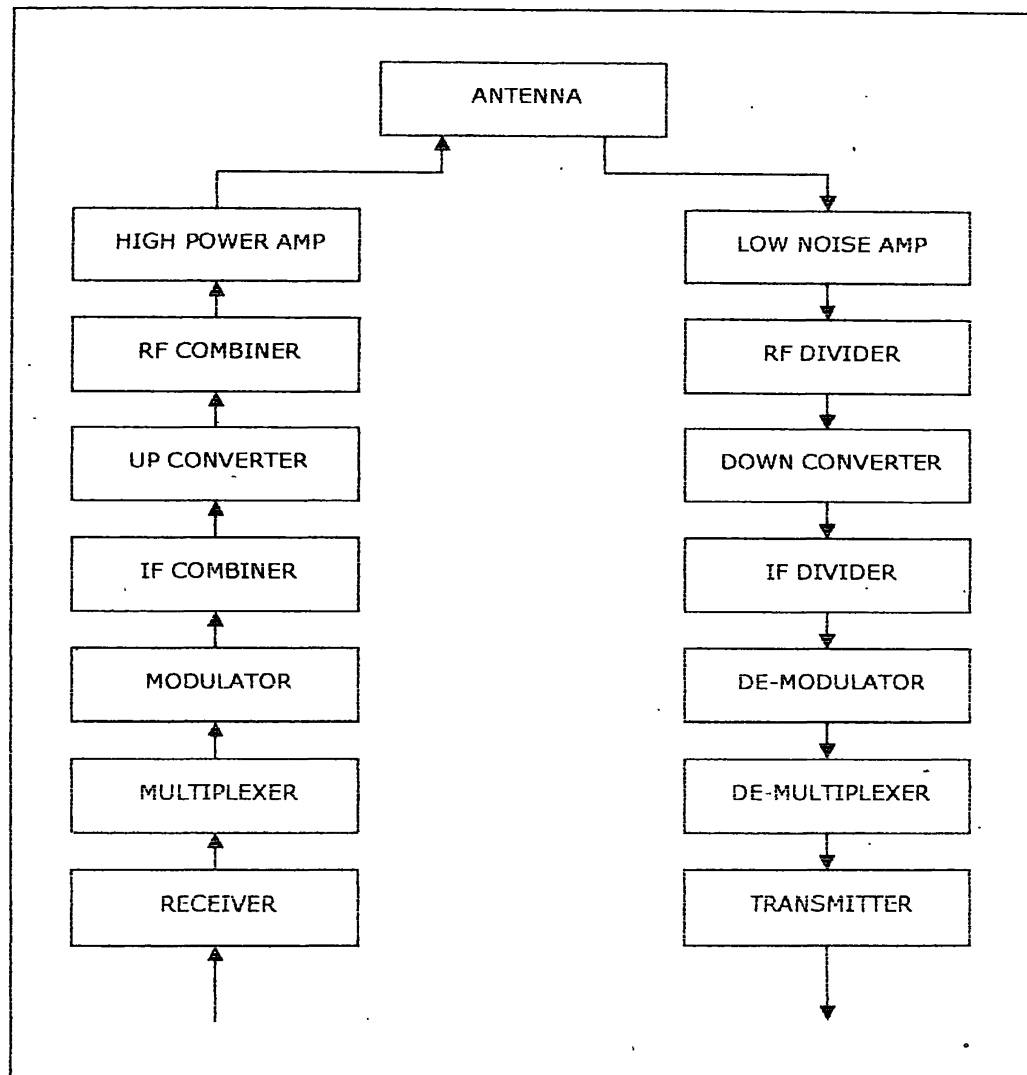 ANTENNA
HIGH POWER AMP
RF COMBINER
UP CONVERTER
IF COMBINER
MODULATOR
MULTIPLEXER
RECEIVER
LOW NOISE AMP
RF DIVIDER
DOWN CONVERTER
IF DIVIDER
DE-MODULATOR
DE-MULTIPLEXER
TRANSMITTER